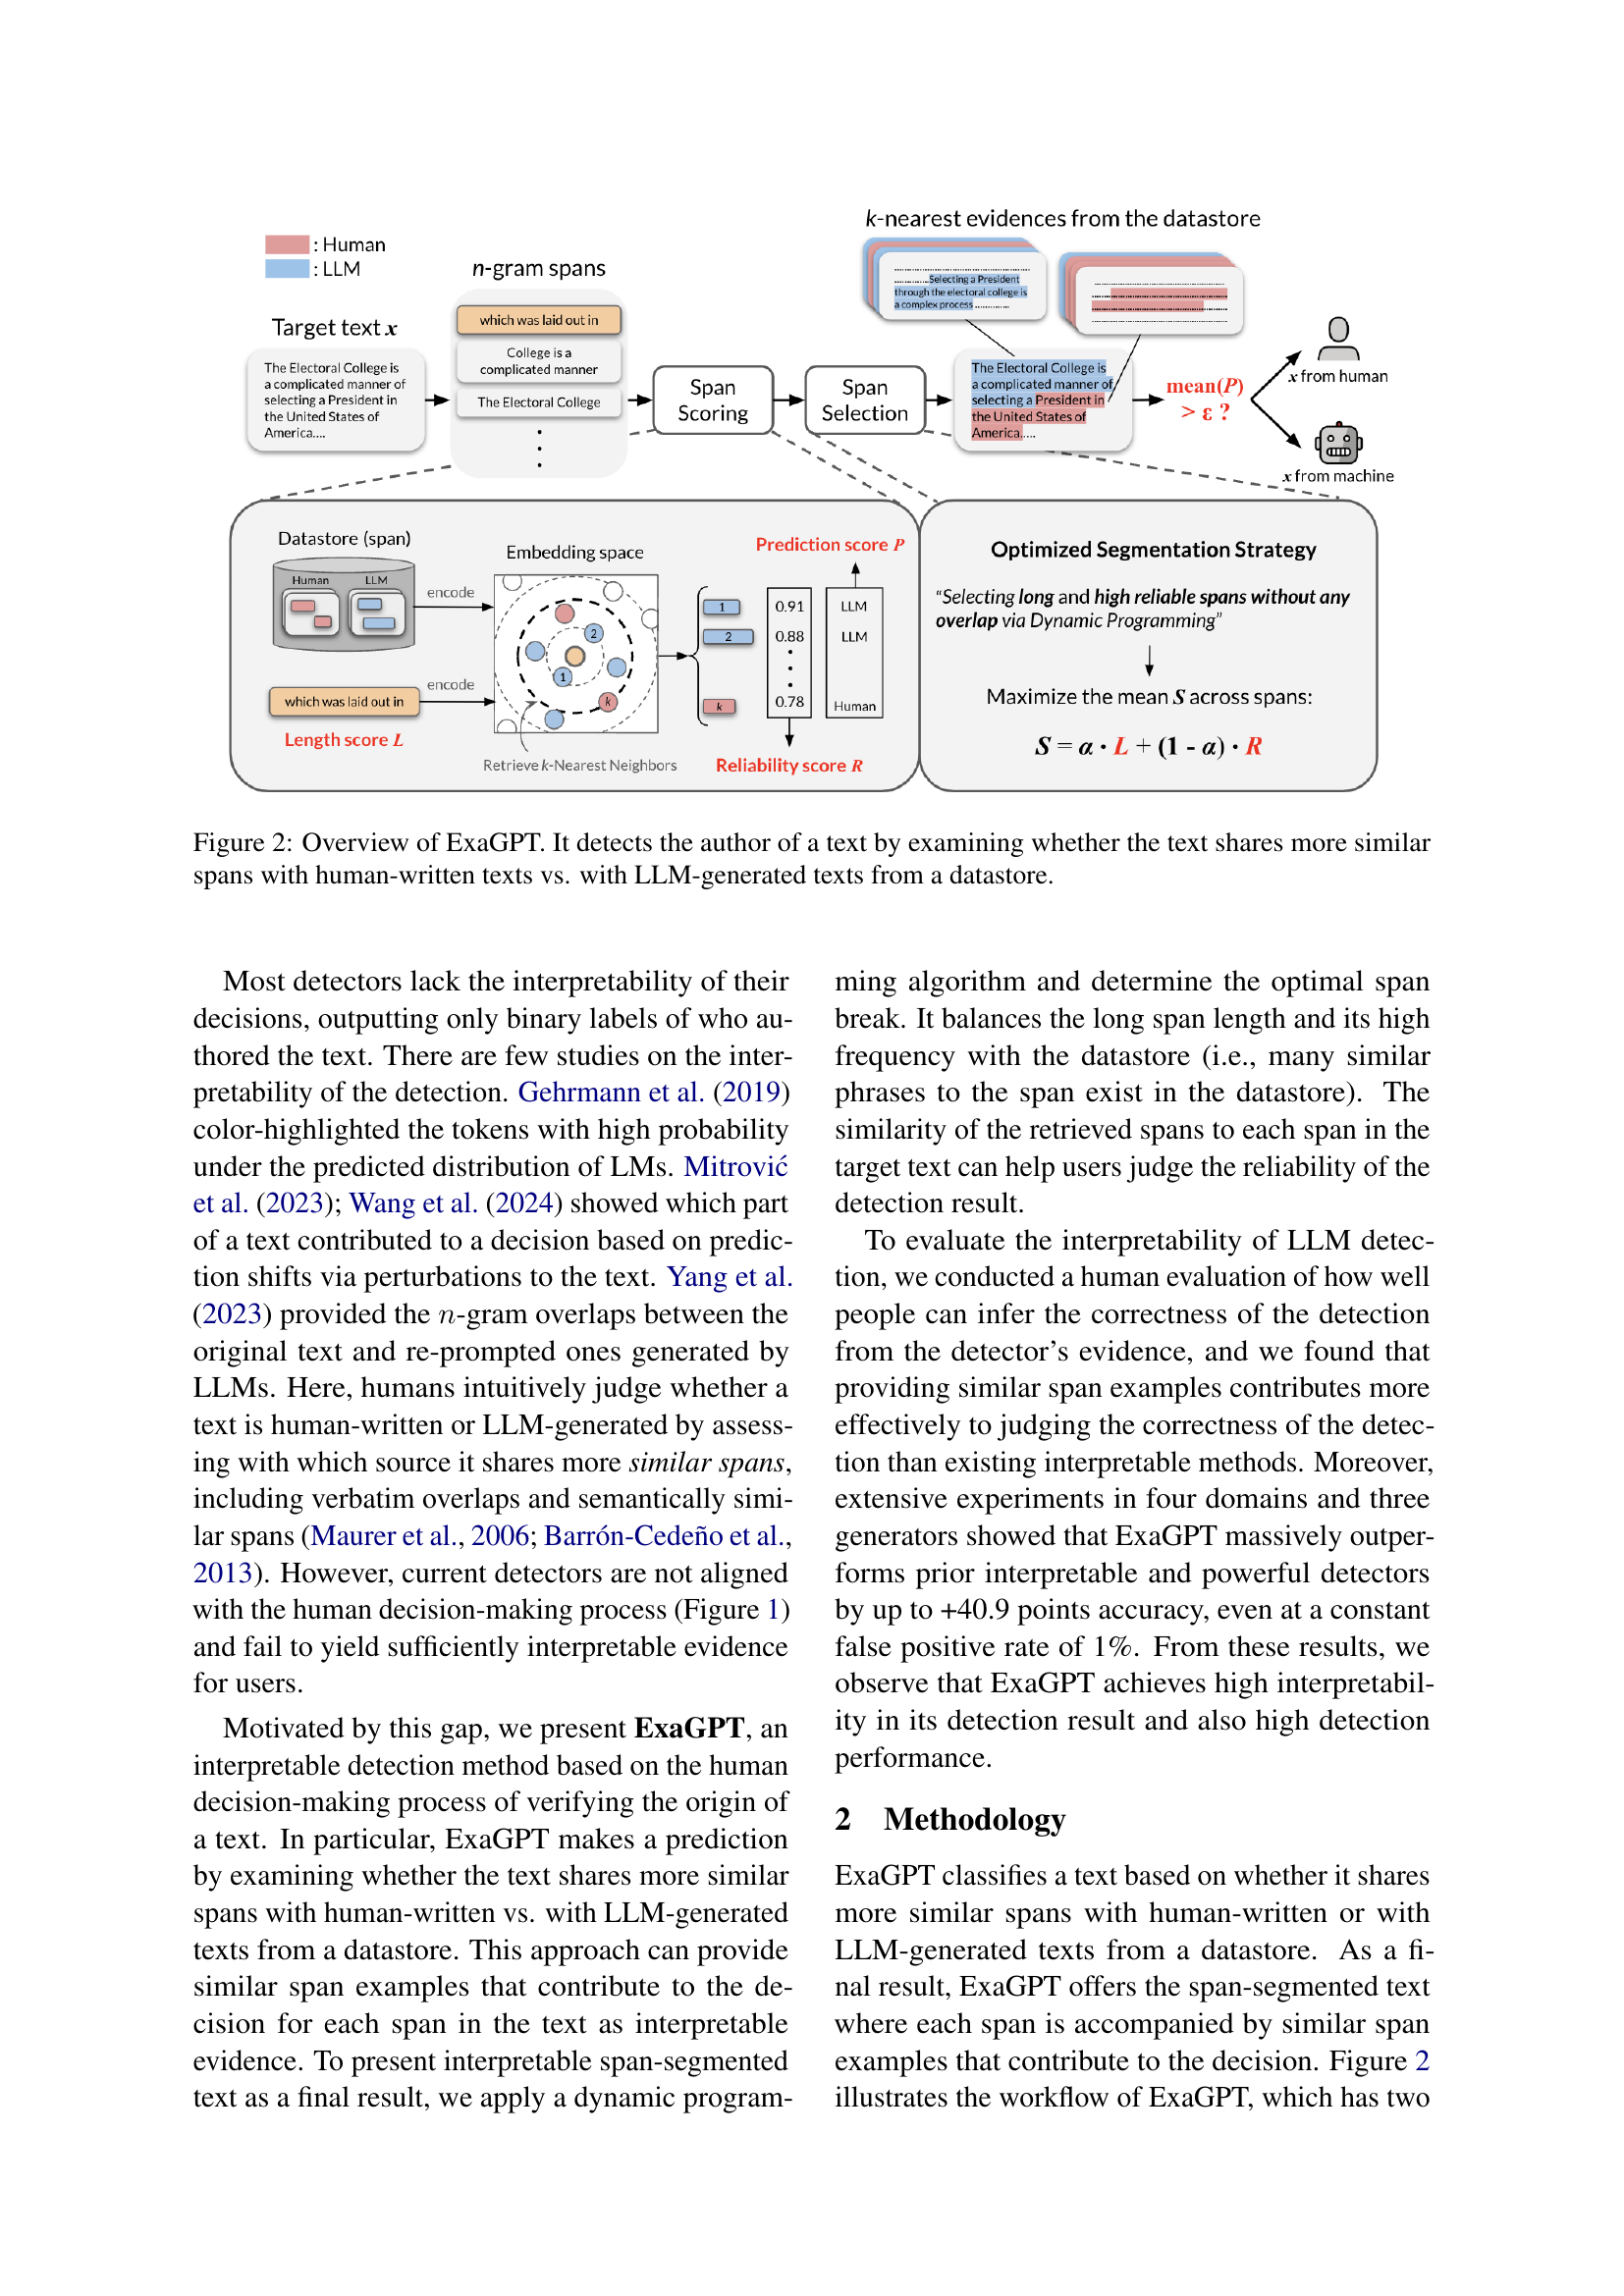 k-nearest evidences from the datastore
: Human
: LLM
n-gram spans
Target text x
The Electoral College is
a complicated manner of
selecting a President in
the United States of
America....
which was laid out in
College is a
complicated manner
The Electoral College
Span
Scoring
Span
Selection
Selecting a President
through the electoral college is
a complex process
The Electoral College is
a complicated manner of
selecting a President in
the United States of
America.....
mean(P)
> ε ?
x from human
x from machine
Datastore (span)
Human
LLM
encode
which was laid out in
encode
Length score L
Embedding space
2
1
k
Retrieve k-Nearest Neighbors
1
2
k
Prediction score P
0.91
0.88
0.78
LLM
LLM
Human
Reliability score R
Optimized Segmentation Strategy
“Selecting long and high reliable spans without any
overlap via Dynamic Programming”
Maximize the mean S across spans:
S = α · L + (1 - α) · R
Figure 2: Overview of ExaGPT. It detects the author of a text by examining whether the text shares more similar
spans with human-written texts vs. with LLM-generated texts from a datastore.
Most detectors lack the interpretability of their
decisions, outputting only binary labels of who au-
thored the text. There are few studies on the inter-
pretability of the detection. Gehrmann et al. (2019)
color-highlighted the tokens with high probability
under the predicted distribution of LMs. Mitrović
et al. (2023); Wang et al. (2024) showed which part
of a text contributed to a decision based on predic-
tion shifts via perturbations to the text. Yang et al.
(2023) provided the n-gram overlaps between the
original text and re-prompted ones generated by
LLMs. Here, humans intuitively judge whether a
text is human-written or LLM-generated by assess-
ing with which source it shares more similar spans,
including verbatim overlaps and semantically simi-
lar spans (Maurer et al., 2006; Barrón-Cedeño et al.,
2013). However, current detectors are not aligned
with the human decision-making process (Figure 1)
and fail to yield sufficiently interpretable evidence
for users.
Motivated by this gap, we present ExaGPT, an
interpretable detection method based on the human
decision-making process of verifying the origin of
a text. In particular, ExaGPT makes a prediction
by examining whether the text shares more similar
spans with human-written vs. with LLM-generated
texts from a datastore. This approach can provide
similar span examples that contribute to the de-
cision for each span in the text as interpretable
evidence. To present interpretable span-segmented
text as a final result, we apply a dynamic program-
ming algorithm and determine the optimal span
break. It balances the long span length and its high
frequency with the datastore (i.e., many similar
phrases to the span exist in the datastore). The
similarity of the retrieved spans to each span in the
target text can help users judge the reliability of the
detection result.
To evaluate the interpretability of LLM detec-
tion, we conducted a human evaluation of how well
people can infer the correctness of the detection
from the detector’s evidence, and we found that
providing similar span examples contributes more
effectively to judging the correctness of the detec-
tion than existing interpretable methods. Moreover,
extensive experiments in four domains and three
generators showed that ExaGPT massively outper-
forms prior interpretable and powerful detectors
by up to +40.9 points accuracy, even at a constant
false positive rate of 1%. From these results, we
observe that ExaGPT achieves high interpretabil-
ity in its detection result and also high detection
performance.
2 Methodology
ExaGPT classifies a text based on whether it shares
more similar spans with human-written or with
LLM-generated texts from a datastore. As a fi-
nal result, ExaGPT offers the span-segmented text
where each span is accompanied by similar span
examples that contribute to the decision. Figure 2
illustrates the workflow of ExaGPT, which has two